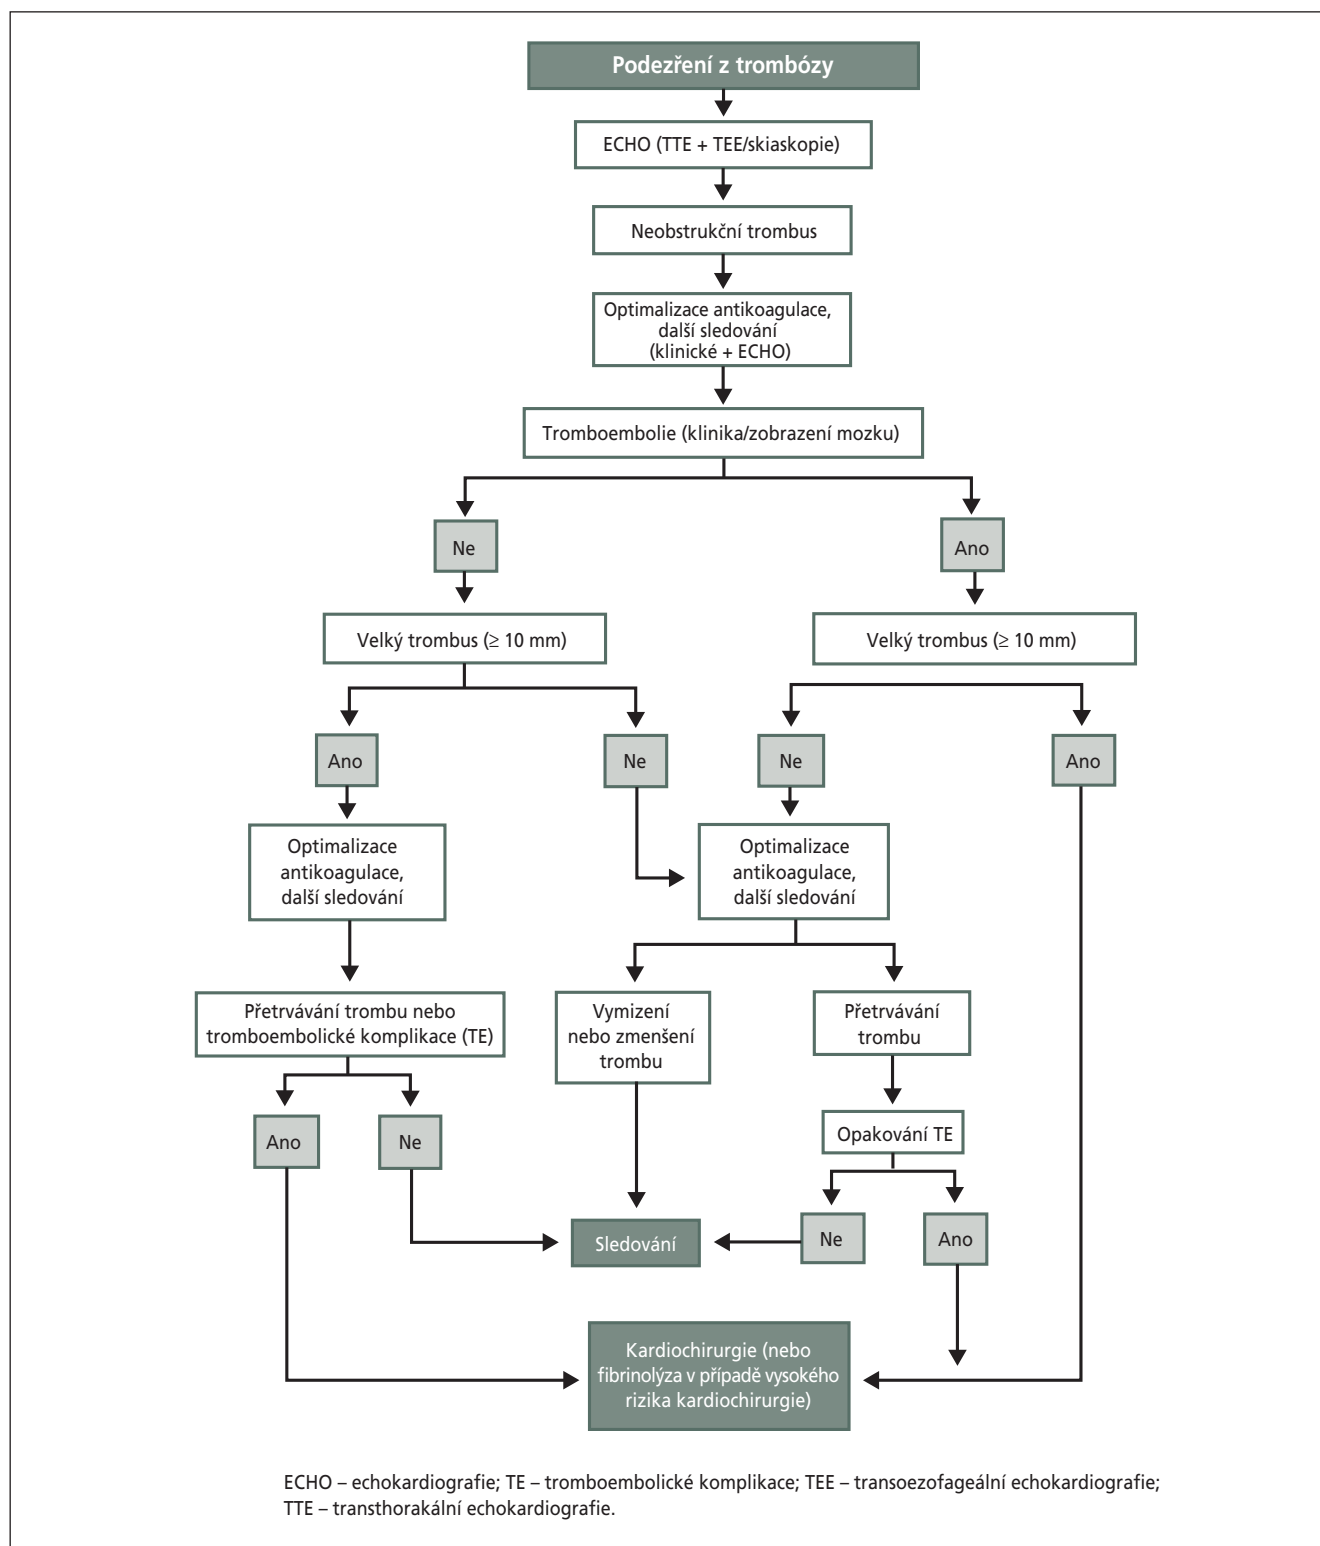 Podezření z trombózy
ECHO (TTE + TEE/skiaskopie)
Neobstrukční trombus
Optimalizace antikoagulace,
další sledování
(klinické + ECHO)
Tromboembolie (klinika/zobrazení mozku)
Ne
Ano
Velký trombus (≥ 10 mm)
Velký trombus (≥ 10 mm)
Ano
Ne
Ne
Ano
Optimalizace
antikoagulace,
další sledování
Optimalizace
antikoagulace,
další sledování
Přetrvávání trombu nebo
tromboembolické komplikace (TE)
Vymizení
nebo zmenšení
trombu
Přetrvávání
trombu
Ano
Ne
Opakování TE
Ne
Ano
Sledování
Kardiochirurgie (nebo
fibrinolýza v případě vysokého
rizika kardiochirurgie)
ECHO – echokardiografie; TE – tromboembolické komplikace; TEE – transoezofageální echokardiografie;
TTE – transthorakální echokardiografie.